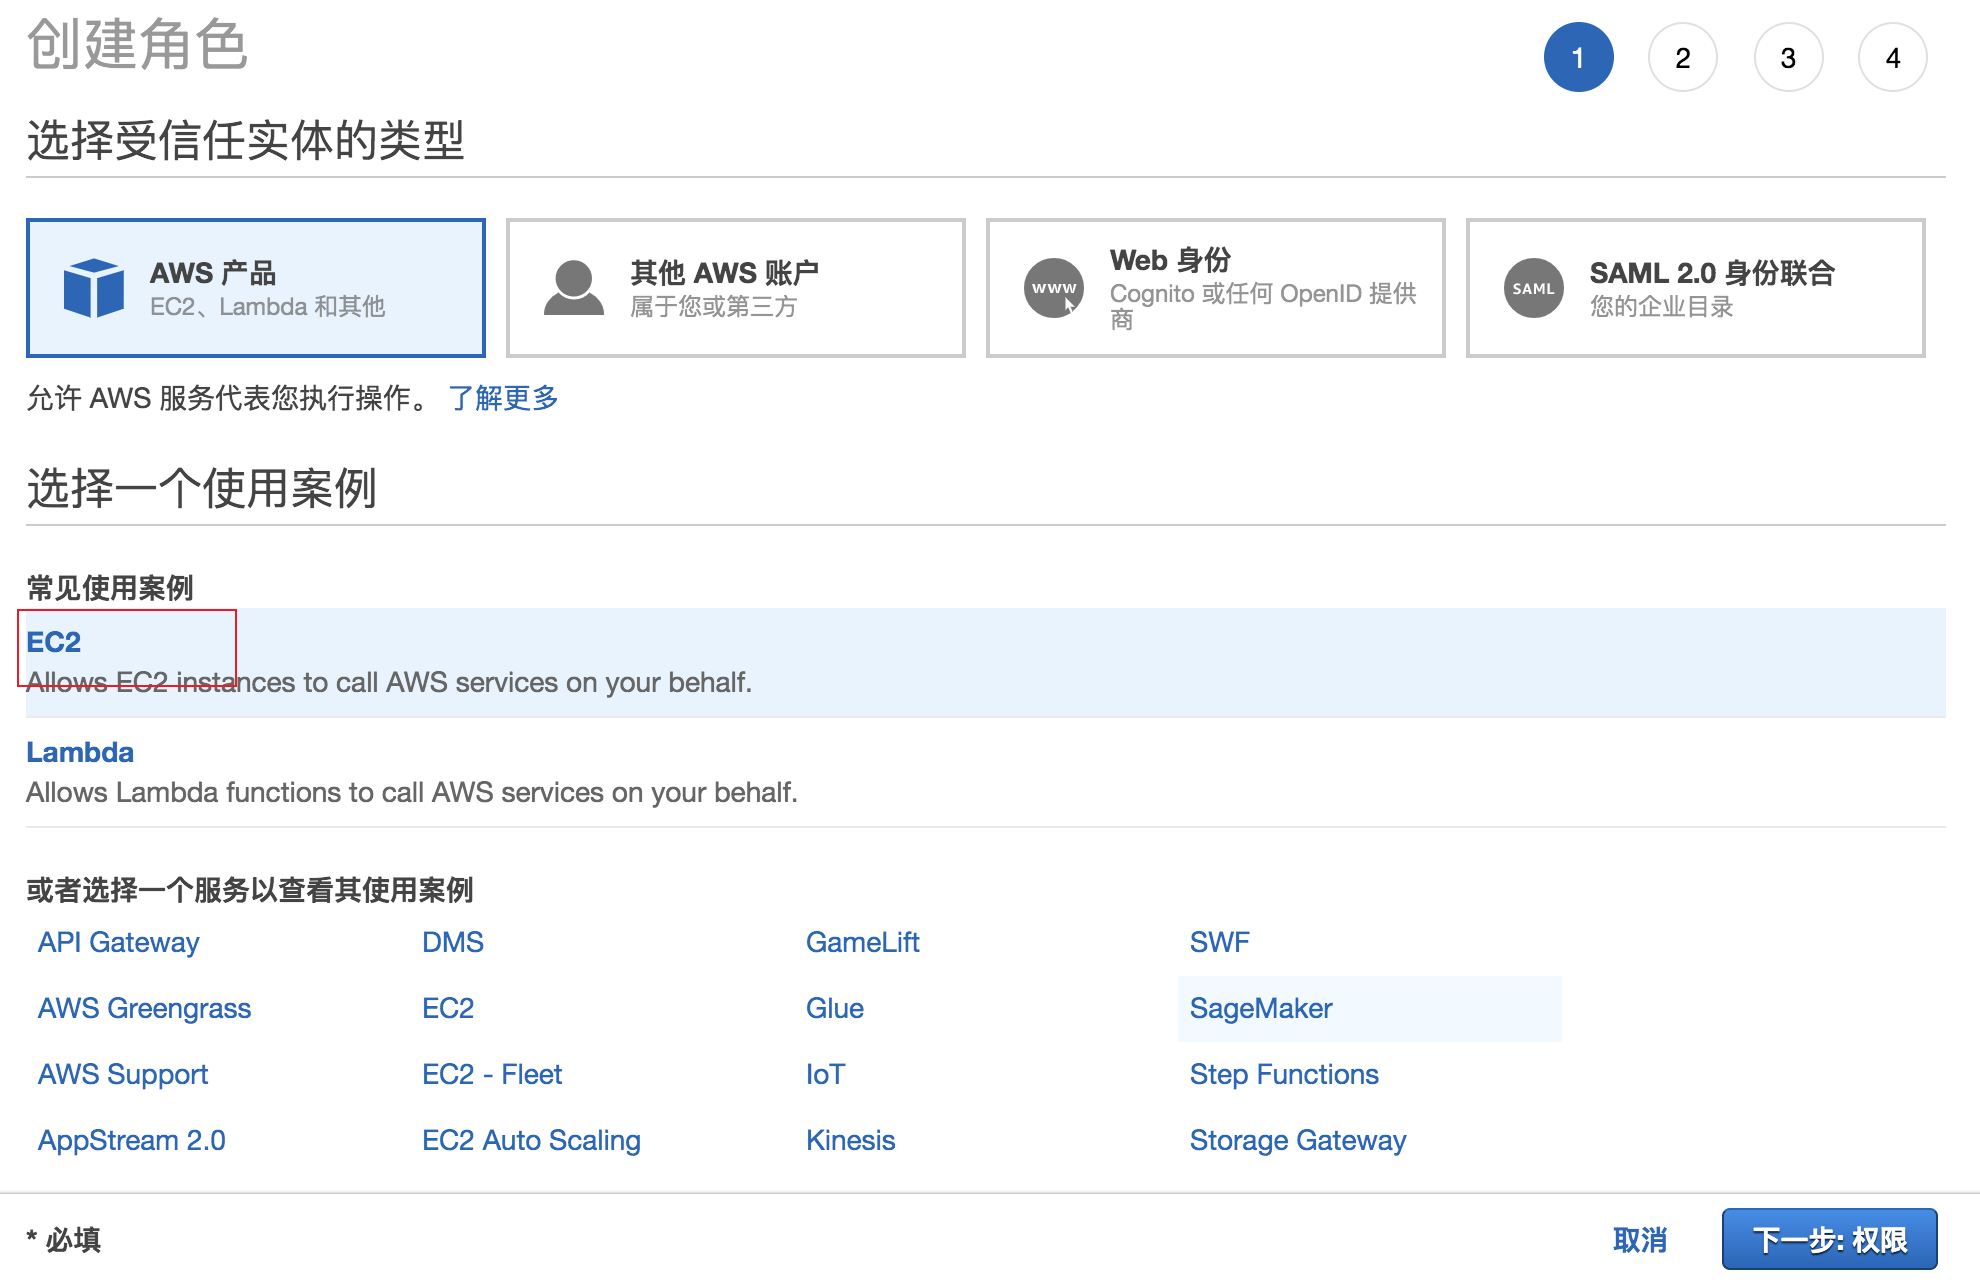 创建角色
1 2 3 4
选择受信任实体的类型
AWS 产品
EC2、Lambda 和其他
其他 AWS 账户
属于您或第三方
www
Web 身份
Cognito 或任何 OpenID 提供
商
SAML
SAML 2.0 身份联合
您的企业目录
允许 AWS 服务代表您执行操作。 了解更多
选择一个使用案例
常见使用案例
EC2
Allows EC2 instances to call AWS services on your behalf.
Lambda
Allows Lambda functions to call AWS services on your behalf.
或者选择一个服务以查看其使用案例
API Gateway DMS GameLift SWF
AWS Greengrass EC2 Glue SageMaker
AWS Support EC2 - Fleet IoT Step Functions
AppStream 2.0 EC2 Auto Scaling Kinesis Storage Gateway
* 必填 取消 下一步: 权限